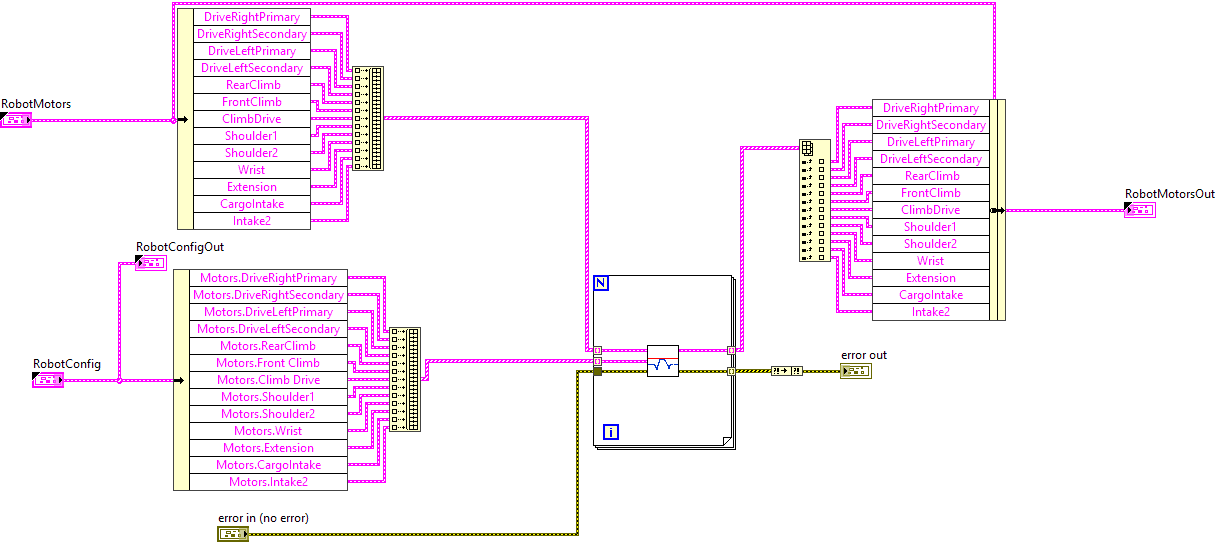 RobotMotors
DriveRightPrimary
DriveRightSecondary
DriveLeftPrimary
DriveLeftSecondary
RearClimb
FrontClimb
ClimbDrive
Shoulder1
Shoulder2
Wrist
Extension
CargoIntake
Intake2
RobotConfigOut
RobotConfig
Motors.DriveRightPrimary
Motors.DriveRightSecondary
Motors.DriveLeftPrimary
Motors.DriveLeftSecondary
Motors.RearClimb
Motors.Front Climb
Motors.Climb Drive
Motors.Shoulder1
Motors.Shoulder2
Motors.Wrist
Motors.Extension
Motors.CargoIntake
Motors.Intake2
error in (no error)
N
i
?! ?!
error out
DriveRightPrimary
DriveRightSecondary
DriveLeftPrimary
DriveLeftSecondary
RearClimb
FrontClimb
ClimbDrive
Shoulder1
Shoulder2
Wrist
Extension
CargoIntake
Intake2
RobotMotorsOut